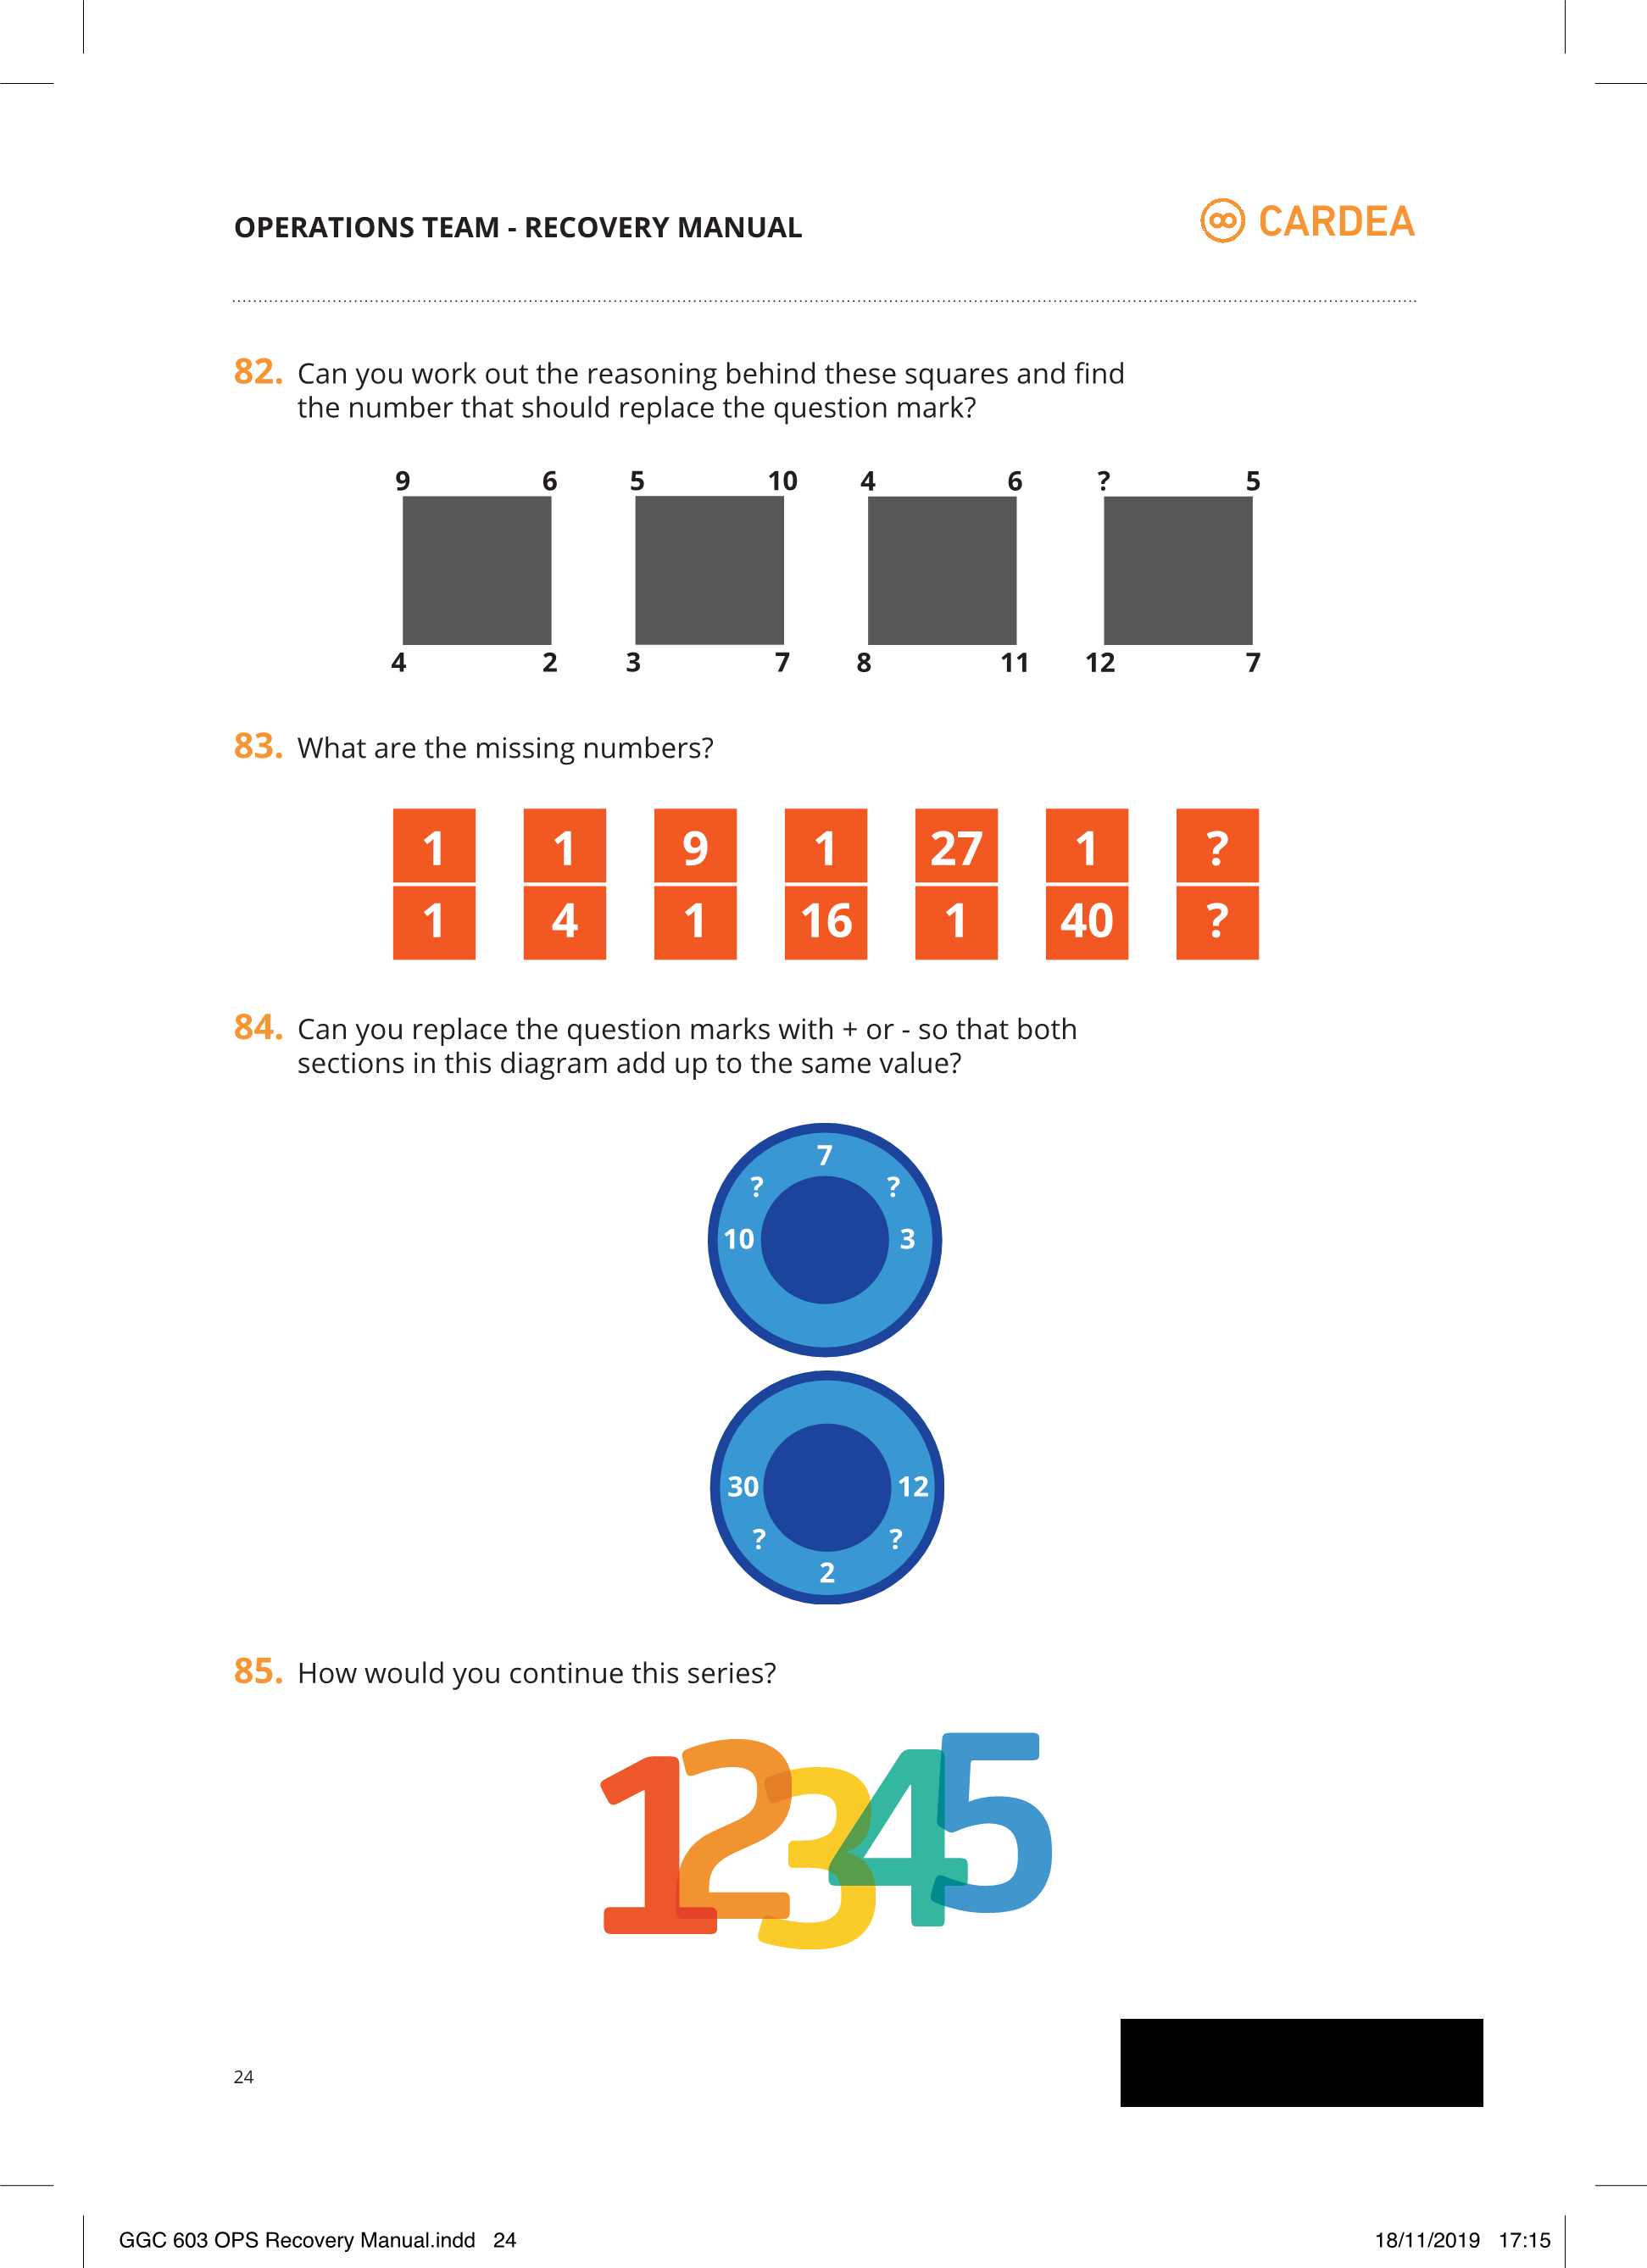 OPERATIONS TEAM - RECOVERY MANUAL
CARDEA
82. Can you work out the reasoning behind these squares and find
the number that should replace the question mark?
9 6 5 10 4 6 ? 5
4 2 3 7 8 11 12 7
83. What are the missing numbers?
1 1 9 1 27 1 ?
1 4 1 16 1 40 ?
84. Can you replace the question marks with + or - so that both
sections in this diagram add up to the same value?
7
? ?
10 3
30 12
? ?
2
85. How would you continue this series?
12345
24
GGC 603 OPS Recovery Manual.indd 24
18/11/2019 17:15